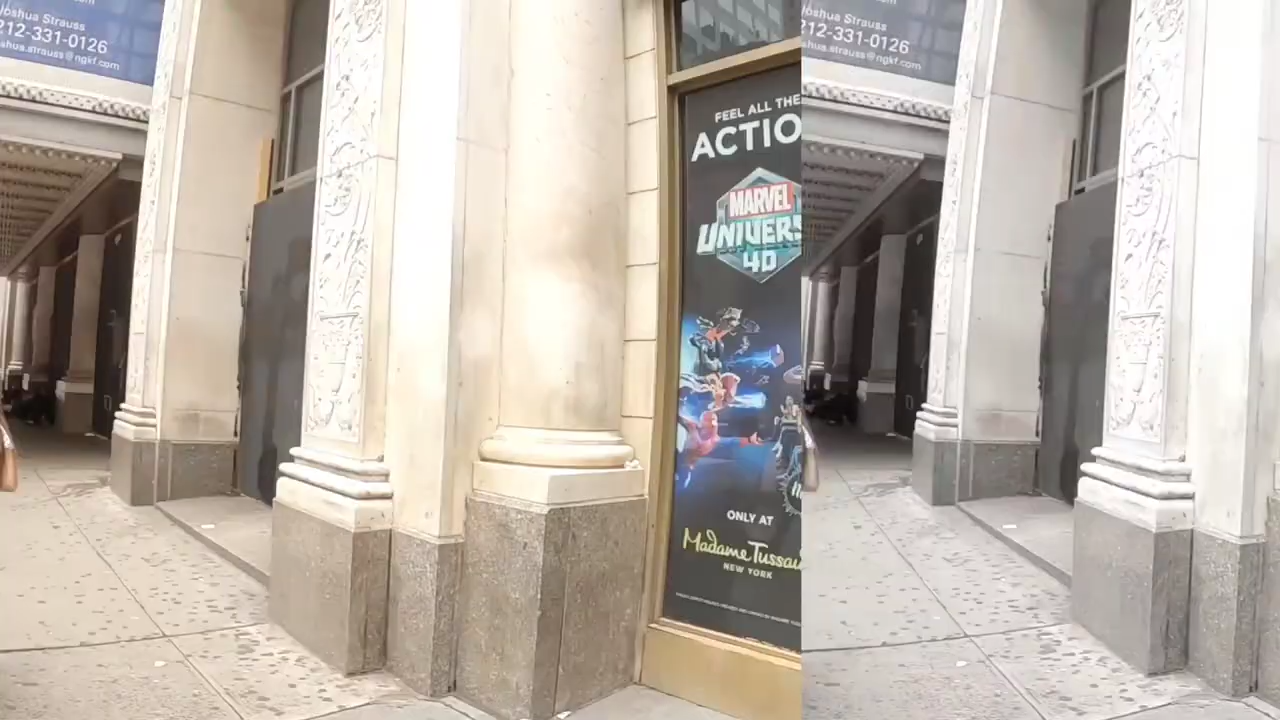 Joshua Strauss
212-331-0126
shua.strauss@ngkf.com
FEEL ALL THE
ACTIO
MARVEL
UNIVERS
4D
ONLY AT
Madame Tussau
NEW YORK
Joshua Strauss
212-331-0126
shua.strauss@ngkf.com